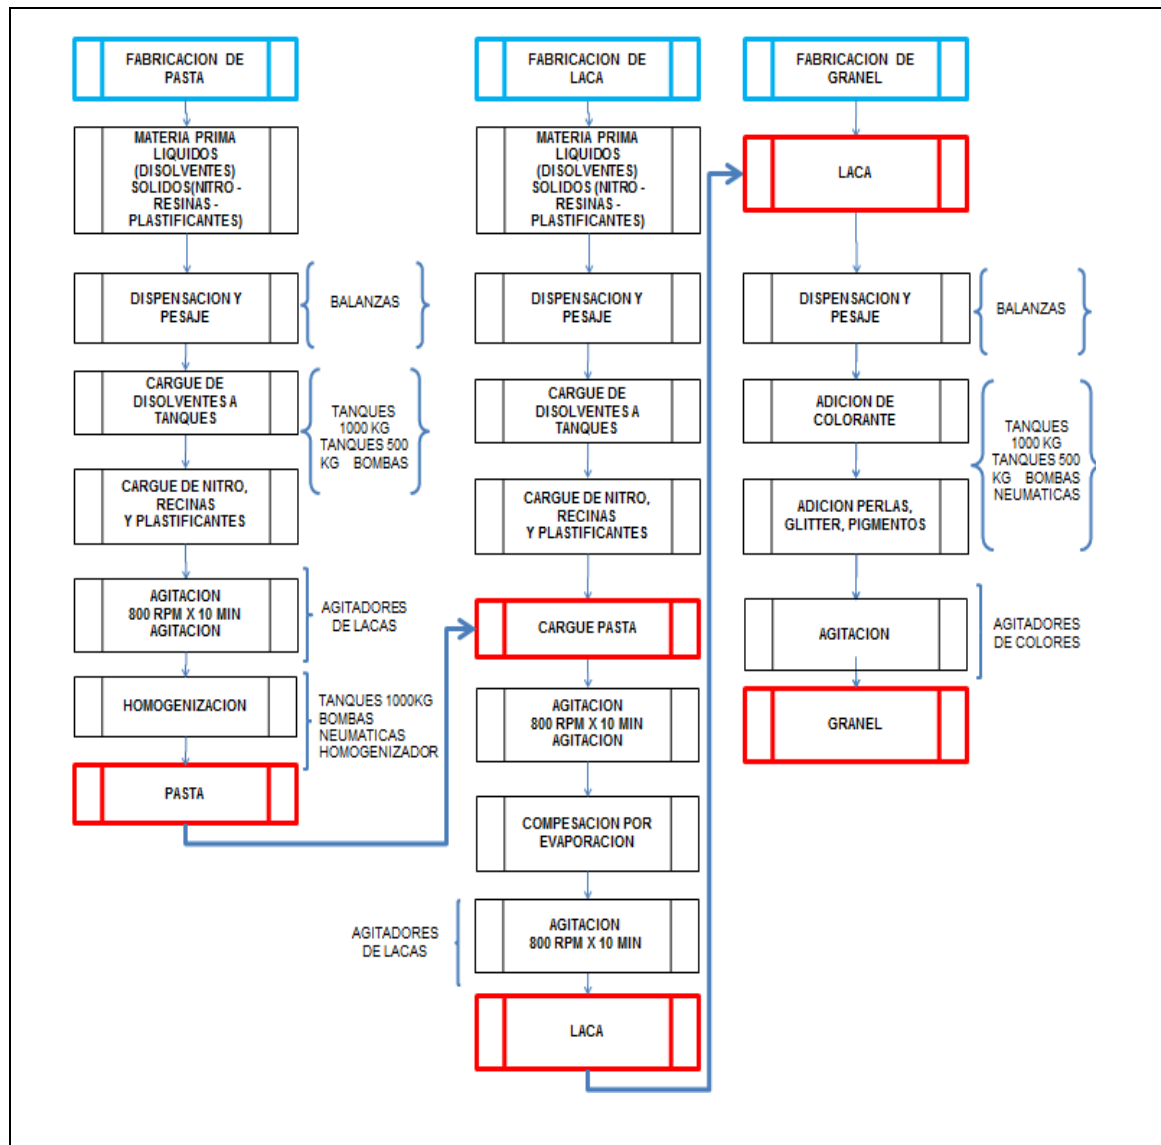 FABRICACION DE
PASTA
MATERIA PRIMA
LIQUIDOS
(DISOLVENTES)
SOLIDOS(NITRO -
RESINAS -
PLASTIFICANTES)
DISPENSACION Y
PESAJE
BALANZAS
CARGUE DE
DISOLVENTES A
TANQUES
TANQUES
1000 KG
TANQUES 500
KG BOMBAS
CARGUE DE NITRO,
RECINAS
Y PLASTIFICANTES
AGITACION
800 RPM X 10 MIN
AGITACION
AGITADORES
DE LACAS
HOMOGENIZACION
TANQUES 1000KG
BOMBAS
NEUMATICAS
HOMOGENIZADOR
PASTA
FABRICACION DE
LACA
MATERIA PRIMA
LIQUIDOS
(DISOLVENTES)
SOLIDOS(NITRO -
RESINAS -
PLASTIFICANTES)
DISPENSACION Y
PESAJE
CARGUE DE
DISOLVENTES A
TANQUES
CARGUE DE NITRO,
RECINAS
Y PLASTIFICANTES
CARGUE PASTA
AGITACION
800 RPM X 10 MIN
AGITACION
COMPESACION POR
EVAPORACION
AGITACION
800 RPM X 10 MIN
AGITADORES
DE LACAS
LACA
FABRICACION DE
GRANEL
LACA
DISPENSACION Y
PESAJE
BALANZAS
ADICION DE
COLORANTE
ADICION PERLAS,
GLITTER, PIGMENTOS
TANQUES
1000 KG
TANQUES 500
KG BOMBAS
NEUMATICAS
AGITACION
AGITADORES
DE COLORES
GRANEL